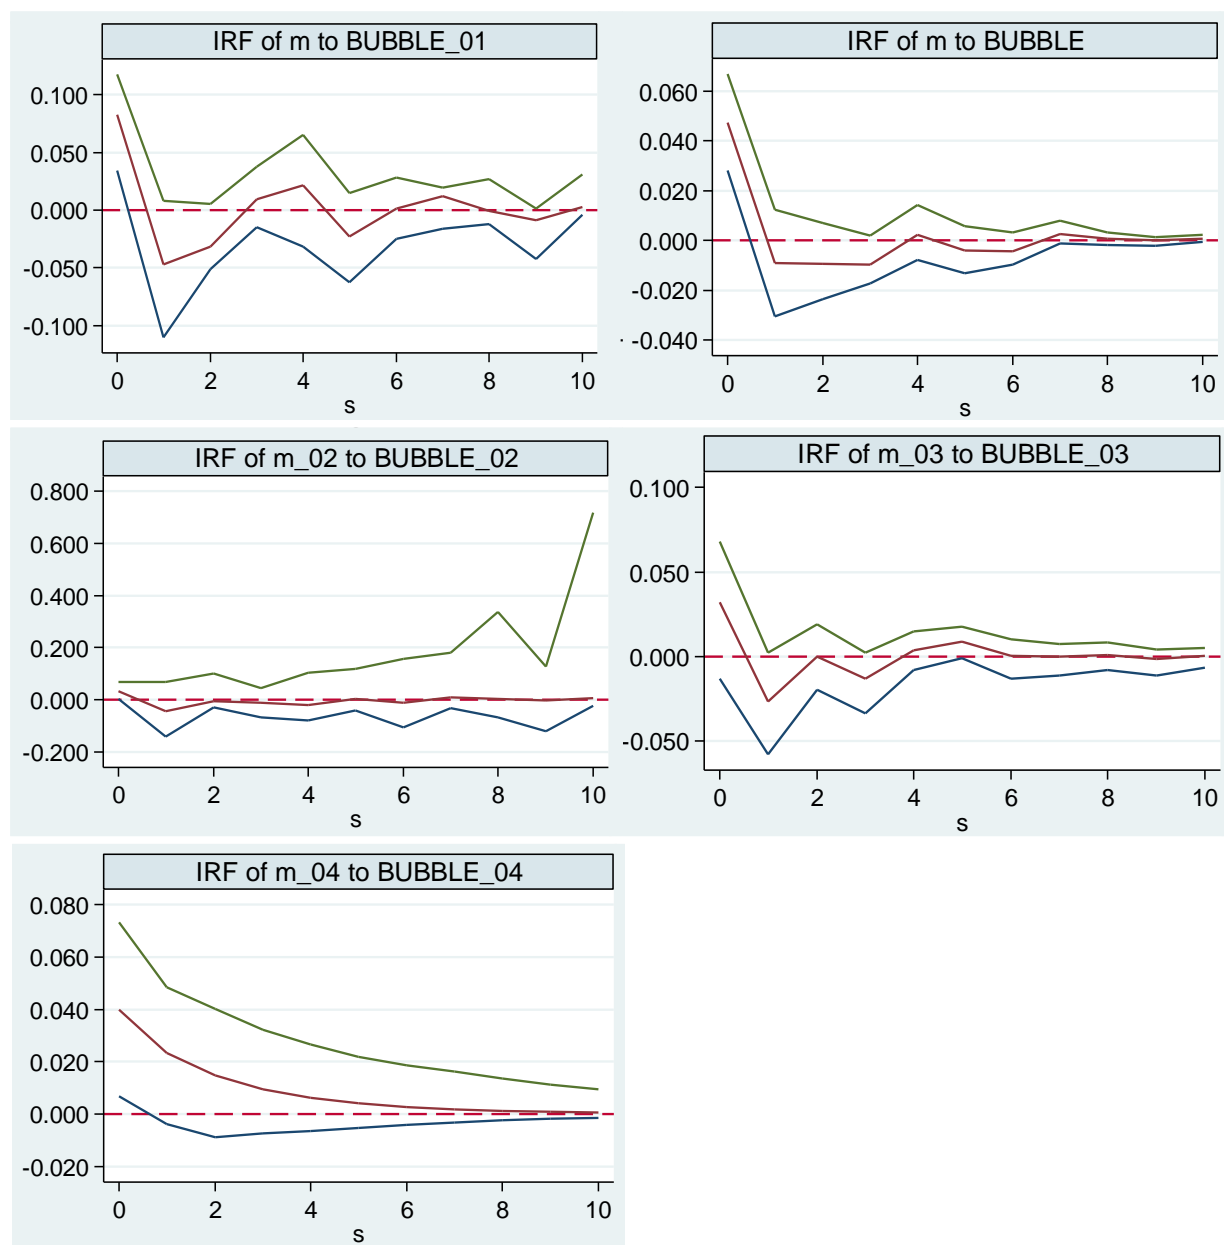 IRF of m to BUBBLE_01
0.100
0.050
0.000
-0.050
-0.100
0 2 4 6 8 10
s
IRF of m to BUBBLE
0.060
0.040
0.020
0.000
-0.020
-0.040
0 2 4 6 8 10
s
IRF of m_02 to BUBBLE_02
0.800
0.600
0.400
0.200
0.000
-0.200
0 2 4 6 8 10
s
IRF of m_03 to BUBBLE_03
0.100
0.050
0.000
-0.050
0 2 4 6 8 10
s
IRF of m_04 to BUBBLE_04
0.080
0.060
0.040
0.020
0.000
-0.020
0 2 4 6 8 10
s